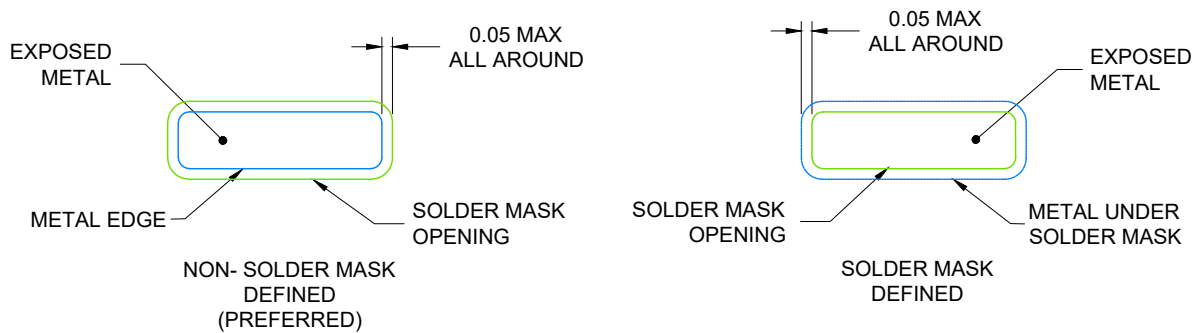 EXPOSED
METAL
0.05 MAX
ALL AROUND
METAL EDGE
SOLDER MASK
OPENING
NON- SOLDER MASK
DEFINED
(PREFERRED)
0.05 MAX
ALL AROUND
EXPOSED
METAL
SOLDER MASK
OPENING
METAL UNDER
SOLDER MASK
SOLDER MASK
DEFINED